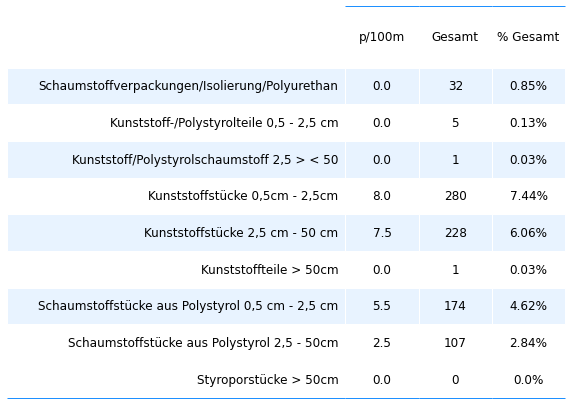 p/100m Gesamt % Gesamt
Schaumstoffverpackungen/Isolierung/Polyurethan 0.0 32 0.85%
Kunststoff-/Polystyrolteile 0,5 - 2,5 cm 0.0 5 0.13%
Kunststoff/Polystyrolschaumstoff 2,5 > < 50 0.0 1 0.03%
Kunststoffstücke 0,5cm - 2,5cm 8.0 280 7.44%
Kunststoffstücke 2,5 cm - 50 cm 7.5 228 6.06%
Kunststoffteile > 50cm 0.0 1 0.03%
Schaumstoffstücke aus Polystyrol 0,5 cm - 2,5 cm 5.5 174 4.62%
Schaumstoffstücke aus Polystyrol 2,5 - 50cm 2.5 107 2.84%
Styroporstücke > 50cm 0.0 0 0.0%